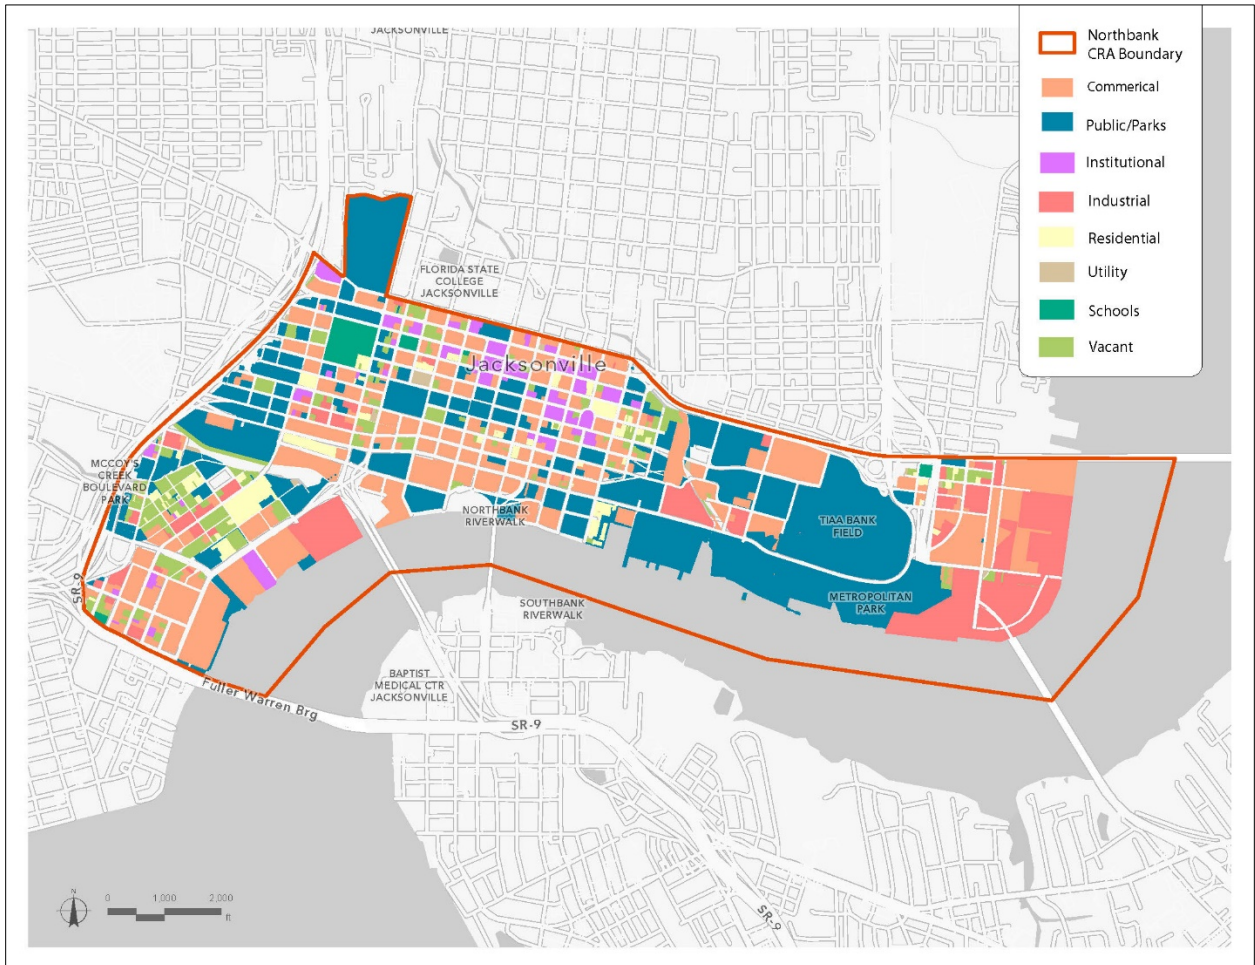 JACKSONVILLE
Northbank
CRA Boundary
Commerical
Public/Parks
Institutional
Industrial
Residential
Utility
Schools
Vacant
FLORIDA STATE
COLLEGE
JACKSONVILLE
Jacksonville
MCCOY'S
CREEK
BOULEVARD
PARK
NORTHBANK
RIVERWALK
TIAA BANK
FIELD
METROPOLITAN
PARK
SR-9
SOUTHBANK
RIVERWALK
BAPTIST
MEDICAL CTR
JACKSONVILLE
Fuller Warren Brg
SR-9
SR-9
N
0 1,000 2,000
ft